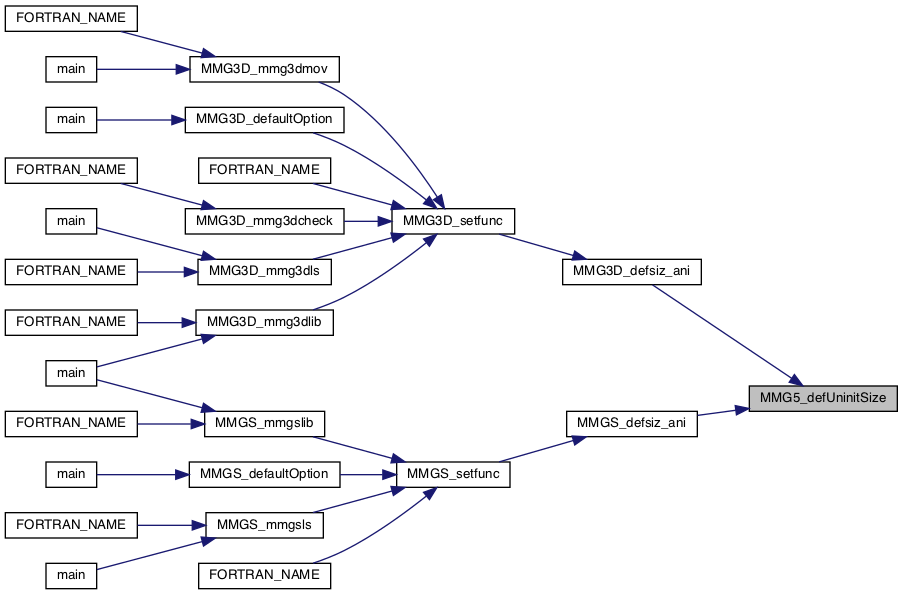 FORTRAN_NAME
main
MMG3D_mmg3dmov
main
MMG3D_defaultOption
FORTRAN_NAME
FORTRAN_NAME
main
MMG3D_mmg3dcheck
MMG3D_setfunc
FORTRAN_NAME
MMG3D_mmg3dls
MMG3D_defsiz_ani
FORTRAN_NAME
MMG3D_mmg3dlib
main
MMG5_defUninitSize
FORTRAN_NAME
MMGS_mmgslib
MMGS_defsiz_ani
main
MMGS_defaultOption
MMGS_setfunc
FORTRAN_NAME
MMGS_mmgsls
main
FORTRAN_NAME